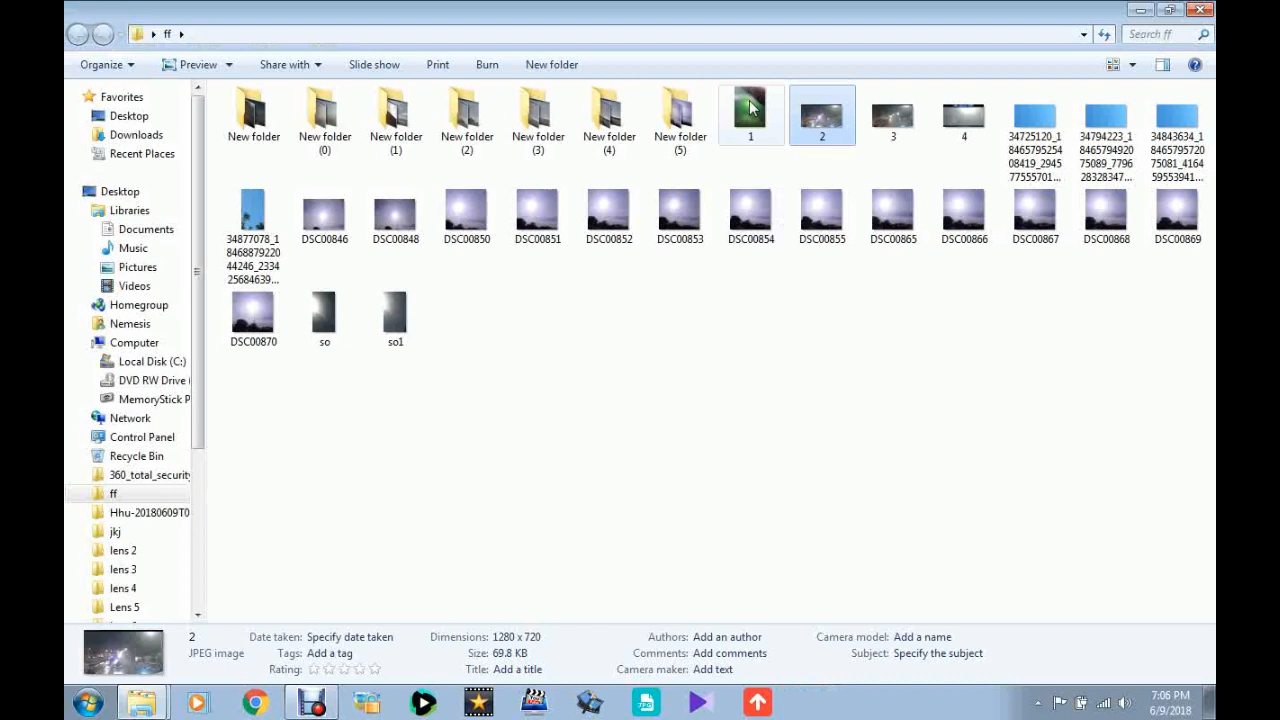 ff
Search ff
Organize
Preview
Share with
Slide show
Print
Burn
New folder
Favorites
Desktop
Downloads
Recent Places
Desktop
Libraries
Documents
Music
Pictures
Videos
Homegroup
Nemesis
Computer
Local Disk (C:)
DVD RW Drive (
MemoryStick P
Network
Control Panel
Recycle Bin
360_total_security
ff
Hhu-20180609T0
jkj
lens 2
lens 3
lens 4
Lens 5
New folder
New folder
(0)
New folder
(1)
New folder
(2)
New folder
(3)
New folder
(4)
New folder
(5)
1
2
3
4
34725120_1
8465795254
08419_2945
77555701...
34794223_1
8465794920
75089_7796
28328347...
34843634_1
8465795720
75081_4164
59553941...
34877078_1
8468879220
44246_2334
25684639...
DSC00846
DSC00848
DSC00850
DSC00851
DSC00852
DSC00853
DSC00854
DSC00855
DSC00865
DSC00866
DSC00867
DSC00868
DSC00869
DSC00870
so
so1
2
JPEG image
Date taken: Specify date taken
Tags: Add a tag
Rating:
Dimensions: 1280 x 720
Size: 69.8 KB
Title: Add a title
Authors: Add an author
Comments: Add comments
Camera maker: Add text
Camera model: Add a name
Subject: Specify the subject
7:06 PM
6/9/2018